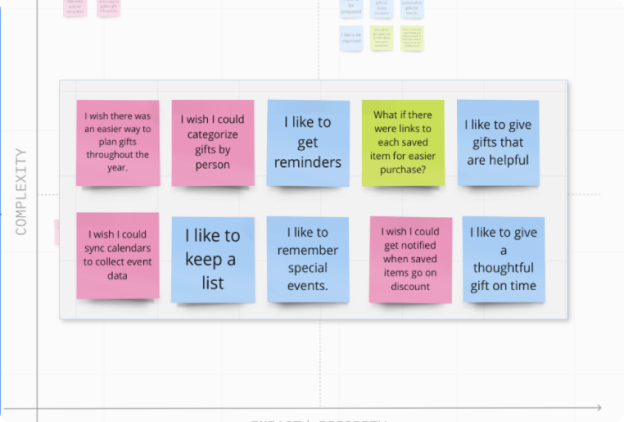 I wish there was
an easier way to
plan gifts
throughout the
year.
I wish I could
categorize
gifts by
person
I like to
get
reminders
What if there
were links to
each saved
item for easier
purchase?
I like to give
gifts that
are helpful
I wish I could
sync calendars
to collect event
data
I like to
keep a
list
I like to
remember
special
events.
I wish I could
get notified
when saved
items go on
discount
I like to give
a
thoughtful
gift on time
COMPLEXITY